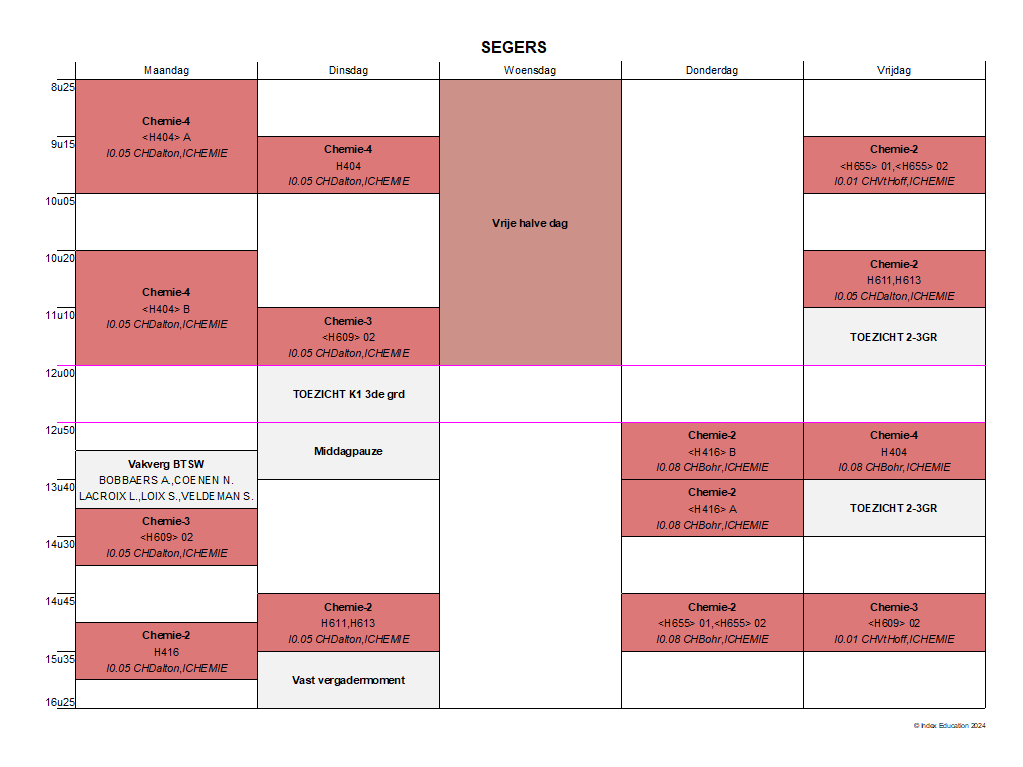 SEGERS
Maandag Dinsdag Woensdag Donderdag Vrijdag
8u25
9u15
10u05
10u20
11u10
12u00
12u50
13u40
14u30
14u45
15u35
16u25
Chemie-4
<H404> A
I0.05 CHDalton,ICHEMIE
Chemie-4
<H404> B
I0.05 CHDalton,ICHEMIE
Vakverg BTSW
BOBBAERS A.,COENEN N.
LACROIX L.,LOIX S.,VELDEMAN S.
Chemie-3
<H609> 02
I0.05 CHDalton,ICHEMIE
Chemie-2
H416
I0.05 CHDalton,ICHEMIE
Chemie-4
H404
I0.05 CHDalton,ICHEMIE
Chemie-3
<H609> 02
I0.05 CHDalton,ICHEMIE
TOEZICHT K1 3de grd
Middagpauze
Chemie-2
H611,H613
I0.05 CHDalton,ICHEMIE
Vast vergadermoment
Vrije halve dag
Chemie-2
<H416> B
I0.08 CHBohr,ICHEMIE
Chemie-2
<H416> A
I0.08 CHBohr,ICHEMIE
Chemie-2
<H655> 01,<H655> 02
I0.08 CHBohr,ICHEMIE
Chemie-2
<H655> 01,<H655> 02
I0.01 CHVtHoff,ICHEMIE
Chemie-2
H611,H613
I0.05 CHDalton,ICHEMIE
TOEZICHT 2-3GR
Chemie-4
H404
I0.08 CHBohr,ICHEMIE
TOEZICHT 2-3GR
Chemie-3
<H609> 02
I0.01 CHVtHoff,ICHEMIE
© Index Education 2024